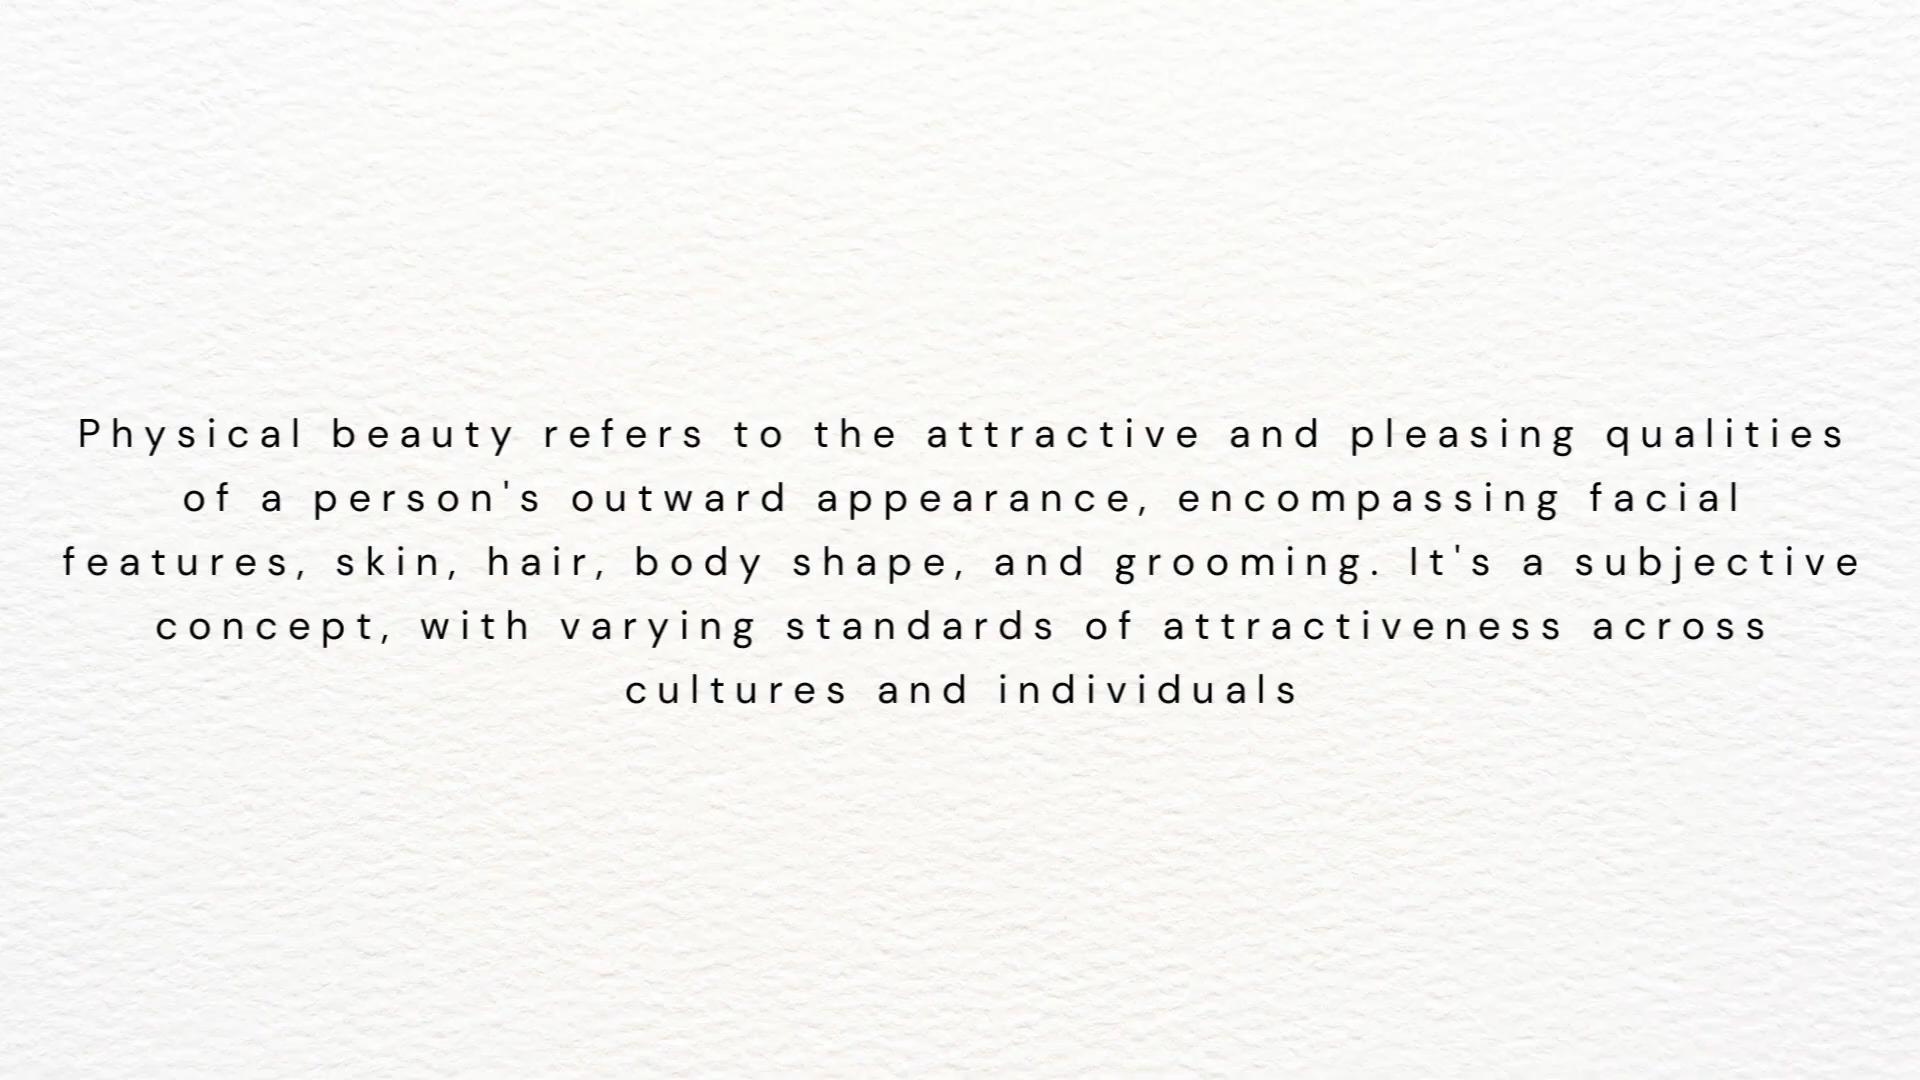 Physical beauty refers to the attractive and pleasing qualities
of a person's outward appearance, encompassing facial
features, skin, hair, body shape, and grooming. It's a subjective
concept, with varying standards of attractiveness across
cultures and individuals